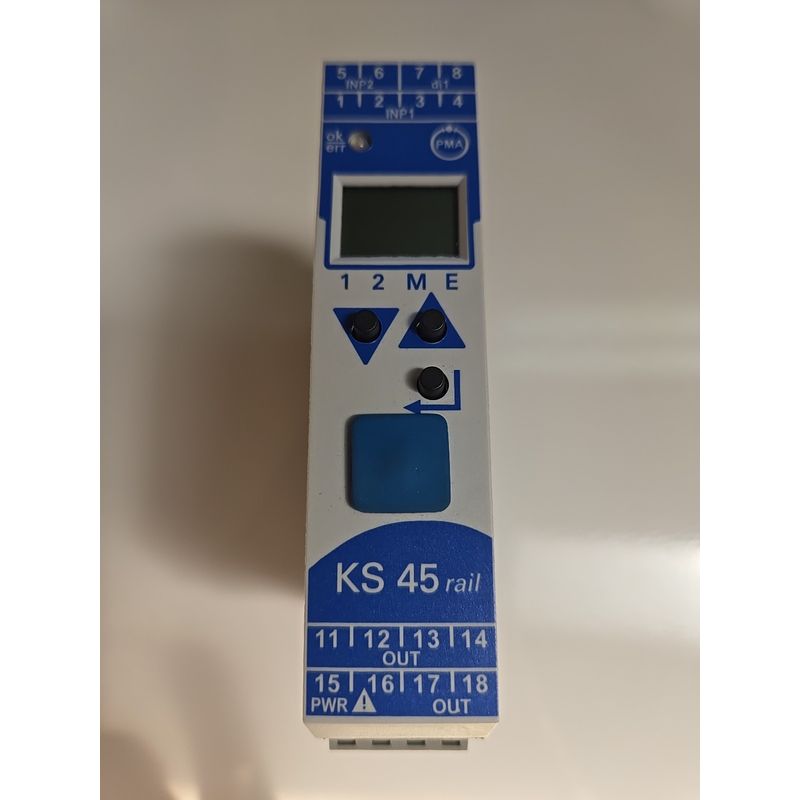 5 6 7 8
INP2 di1
1 2 3 4
INP1
ok
err
PMA
1 2 M E
KS 45 rail
11 12 13 14
OUT
15 16 17 18
PWR OUT